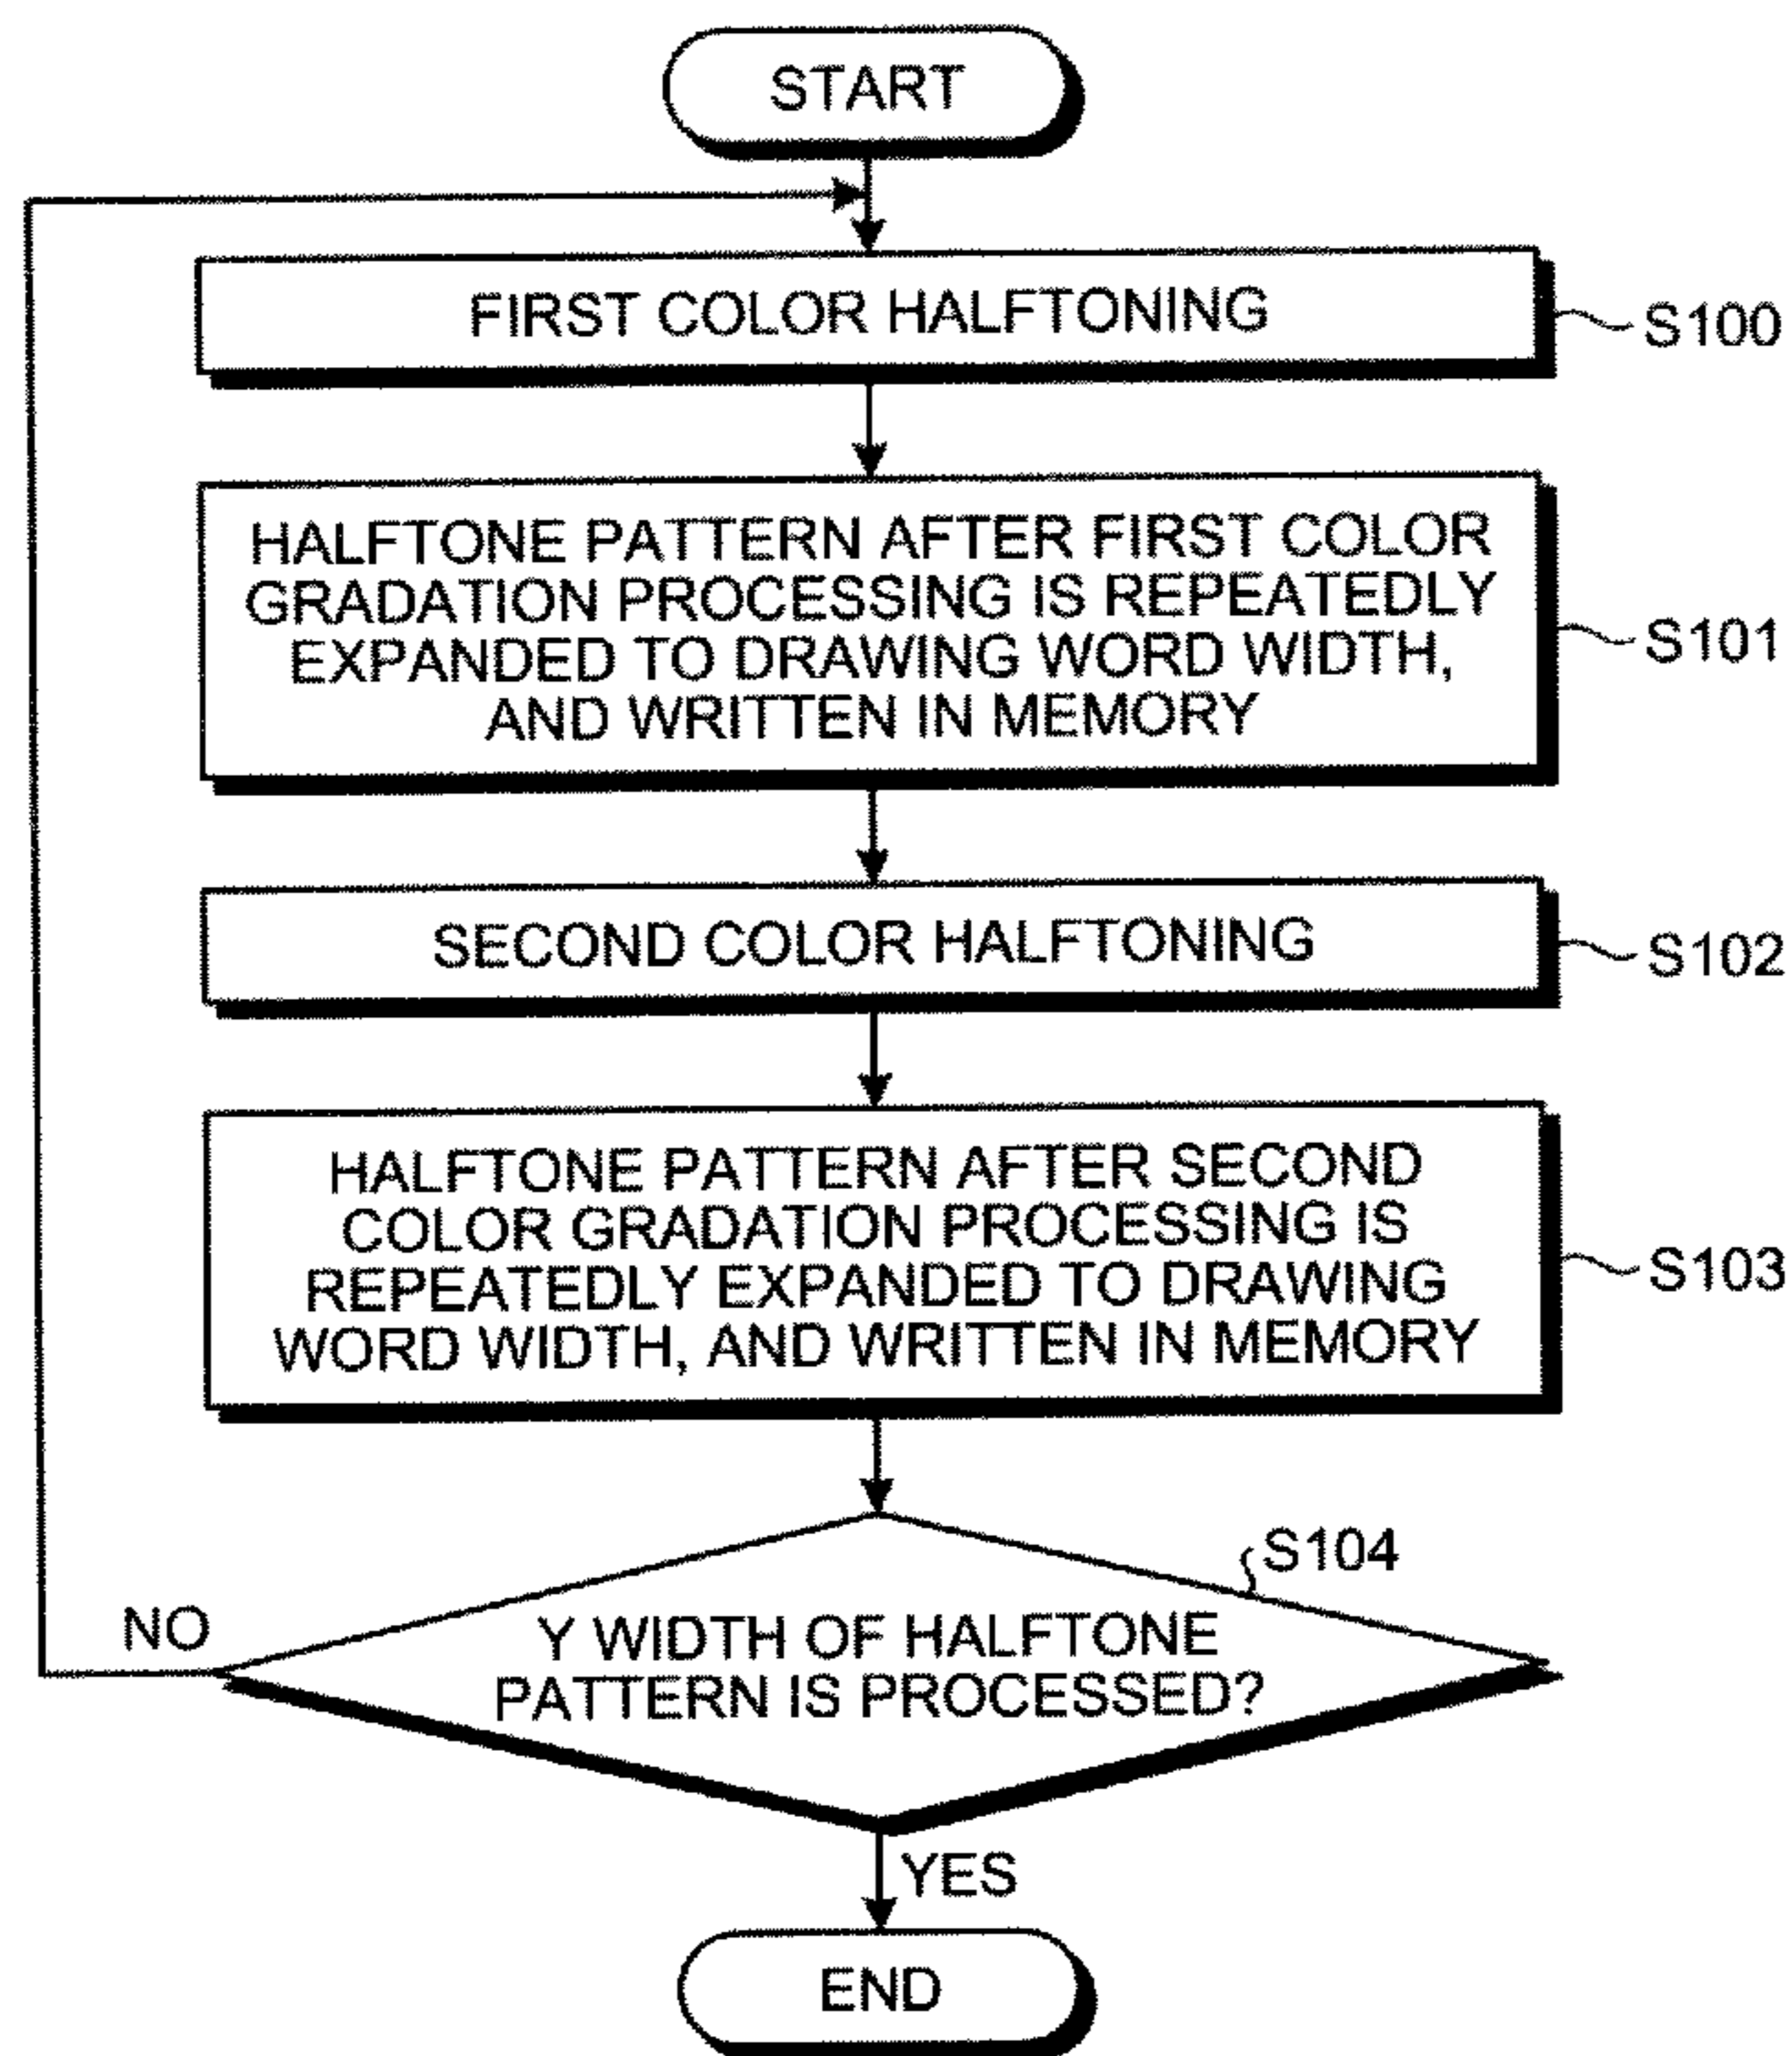 START
FIRST COLOR HALFTONING
S100
HALFTONE PATTERN AFTER FIRST COLOR
GRADATION PROCESSING IS REPEATEDLY
EXPANDED TO DRAWING WORD WIDTH,
AND WRITTEN IN MEMORY
S101
SECOND COLOR HALFTONING
S102
HALFTONE PATTERN AFTER SECOND
COLOR GRADATION PROCESSING IS
REPEATEDLY EXPANDED TO DRAWING
WORD WIDTH, AND WRITTEN IN MEMORY
S103
S104
Y WIDTH OF HALFTONE
PATTERN IS PROCESSED?
NO
YES
END